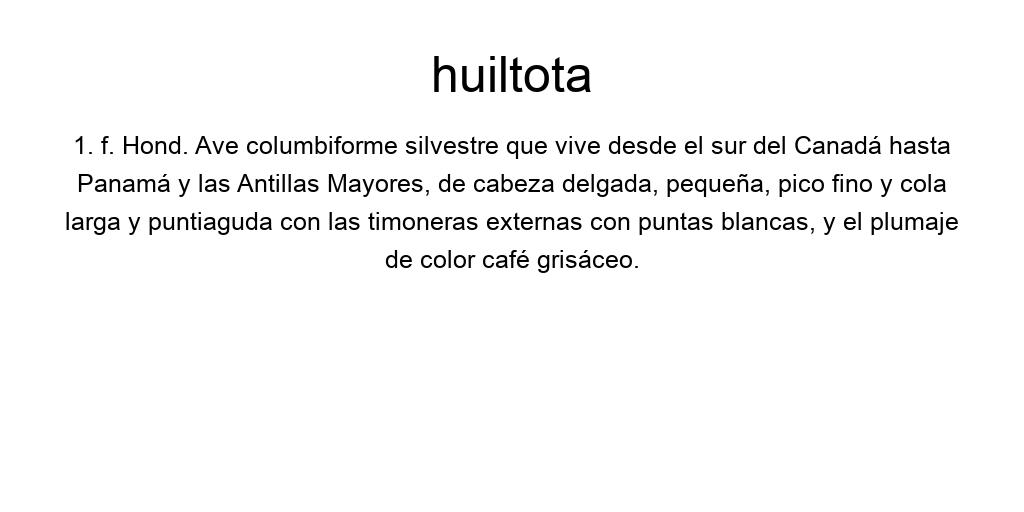 huiltota
1. f. Hond. Ave columbiforme silvestre que vive desde el sur del Canadá hasta
Panamá y las Antillas Mayores, de cabeza delgada, pequeña, pico fino y cola
larga y puntiaguda con las timoneras externas con puntas blancas, y el plumaje
de color café grisáceo.